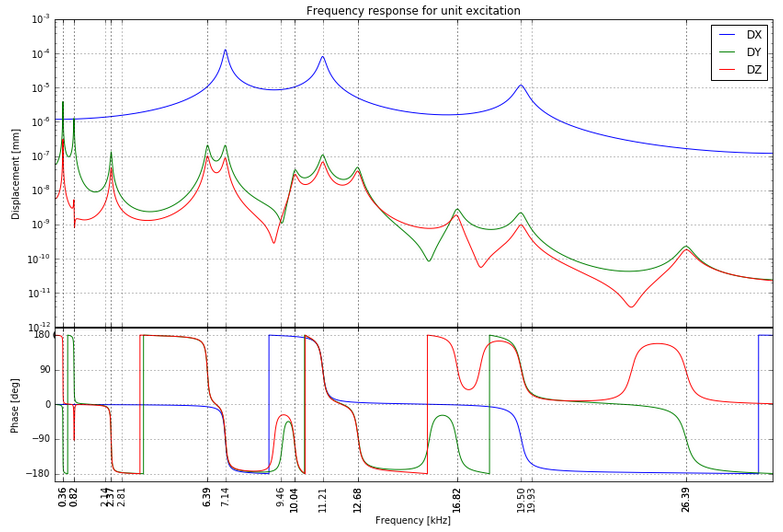 Frequency response for unit excitation
DX
DY
DZ
Displacement [mm]
10^-3
10^-4
10^-5
10^-6
10^-7
10^-8
10^-9
10^-10
10^-11
10^-12
Phase [deg]
180
90
0
−90
−180
0.36 0.82 2.14 2.37 2.81 6.39 7.14 9.46 10.04 11.21 12.68 16.82 19.50 19.93 26.39
Frequency [kHz]